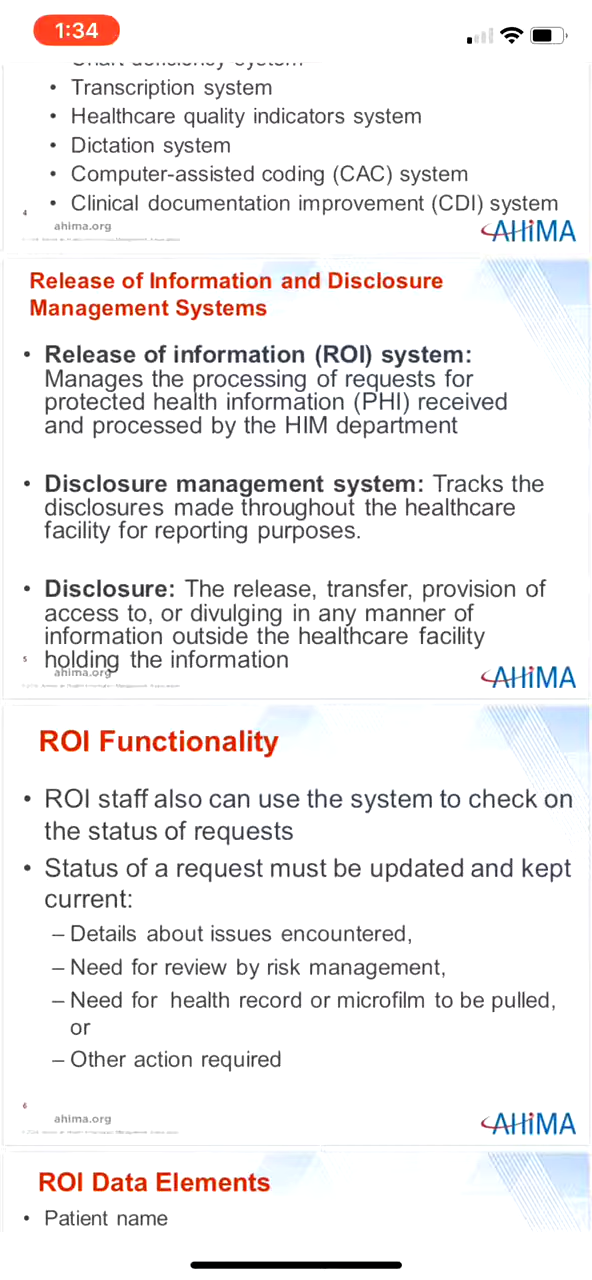 1:34
• Transcription system
• Healthcare quality indicators system
• Dictation system
• Computer-assisted coding (CAC) system
• Clinical documentation improvement (CDI) system
4
ahima.org
AHiMA
Release of Information and Disclosure
Management Systems
• Release of information (ROI) system:
Manages the processing of requests for
protected health information (PHI) received
and processed by the HIM department
• Disclosure management system: Tracks the
disclosures made throughout the healthcare
facility for reporting purposes.
• Disclosure: The release, transfer, provision of
access to, or divulging in any manner of
information outside the healthcare facility
5 holding the information
ahima.org
AHiMA
ROI Functionality
• ROI staff also can use the system to check on
the status of requests
• Status of a request must be updated and kept
current:
– Details about issues encountered,
– Need for review by risk management,
– Need for health record or microfilm to be pulled,
or
– Other action required
6
ahima.org
AHiMA
ROI Data Elements
• Patient name